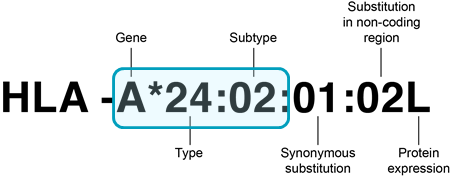 Substitution
in non-coding
region
Gene
Subtype
HLA -A*24:02:01:02L
Type
Synonymous
substitution
Protein
expression